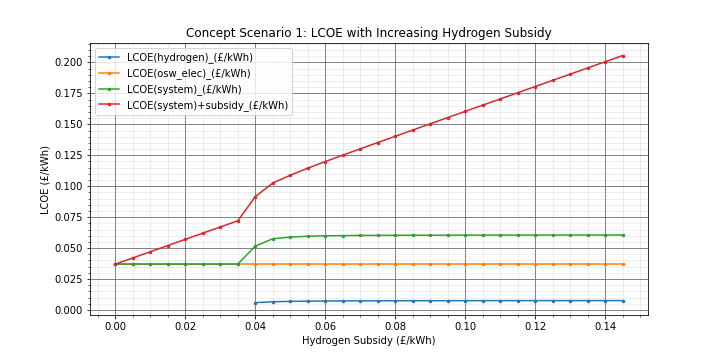 Concept Scenario 1: LCOE with Increasing Hydrogen Subsidy
LCOE(hydrogen)_(£/kWh)
LCOE(osw_elec)_(£/kWh)
LCOE(system)_(£/kWh)
LCOE(system)+subsidy_(£/kWh)
LCOE (£/kWh)
0.200
0.175
0.150
0.125
0.100
0.075
0.050
0.025
0.000
0.00 0.02 0.04 0.06 0.08 0.10 0.12 0.14
Hydrogen Subsidy (£/kWh)